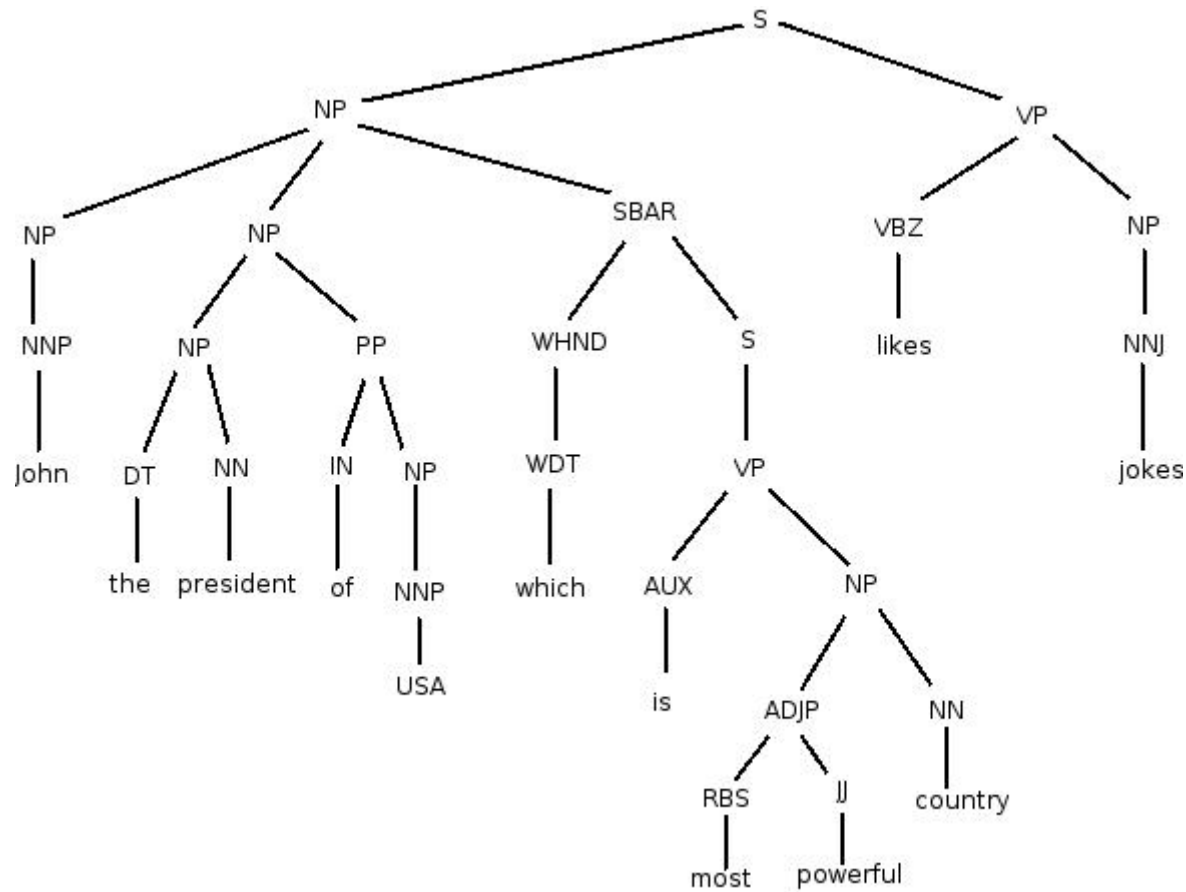 S
NP VP
NP NP SBAR VBZ NP
NNP NP PP WHND S likes NNJ
John DT NN IN NP WDT VP jokes
the president of NNP which AUX NP
USA is ADJP NN
RBS JJ country
most powerful